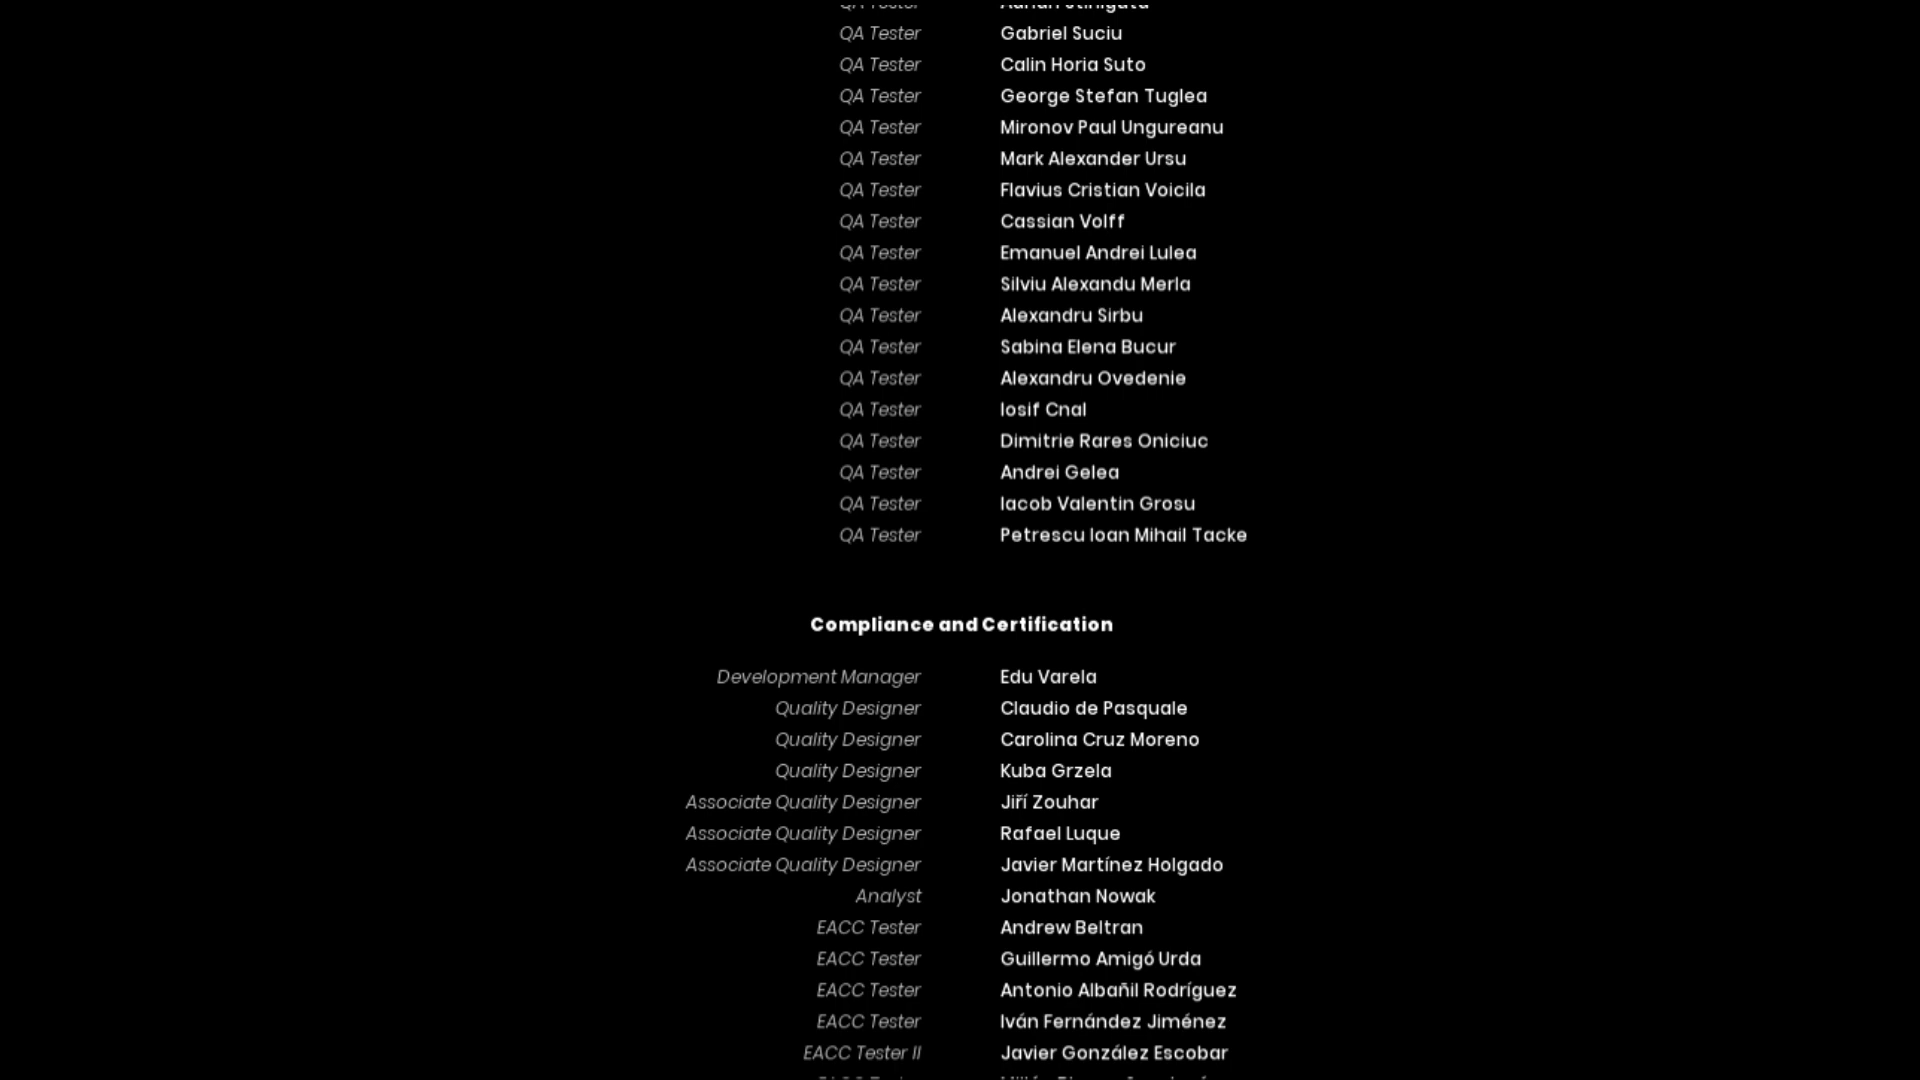 QA Tester Gabriel Suciu
QA Tester Calin Horia Suto
QA Tester George Stefan Tuglea
QA Tester Mironov Paul Ungureanu
QA Tester Mark Alexander Ursu
QA Tester Flavius Cristian Voicila
QA Tester Cassian Volff
QA Tester Emanuel Andrei Lulea
QA Tester Silviu Alexandu Merla
QA Tester Alexandru Sirbu
QA Tester Sabina Elena Bucur
QA Tester Alexandru Ovedenie
QA Tester Iosif Cnal
QA Tester Dimitrie Rares Oniciuc
QA Tester Andrei Gelea
QA Tester Iacob Valentin Grosu
QA Tester Petrescu Ioan Mihail Tacke
Compliance and Certification
Development Manager Edu Varela
Quality Designer Claudio de Pasquale
Quality Designer Carolina Cruz Moreno
Quality Designer Kuba Grzela
Associate Quality Designer Jiří Zouhar
Associate Quality Designer Rafael Luque
Associate Quality Designer Javier Martínez Holgado
Analyst Jonathan Nowak
EACC Tester Andrew Beltran
EACC Tester Guillermo Amigó Urda
EACC Tester Antonio Albañil Rodríguez
EACC Tester Iván Fernández Jiménez
EACC Tester II Javier González Escobar